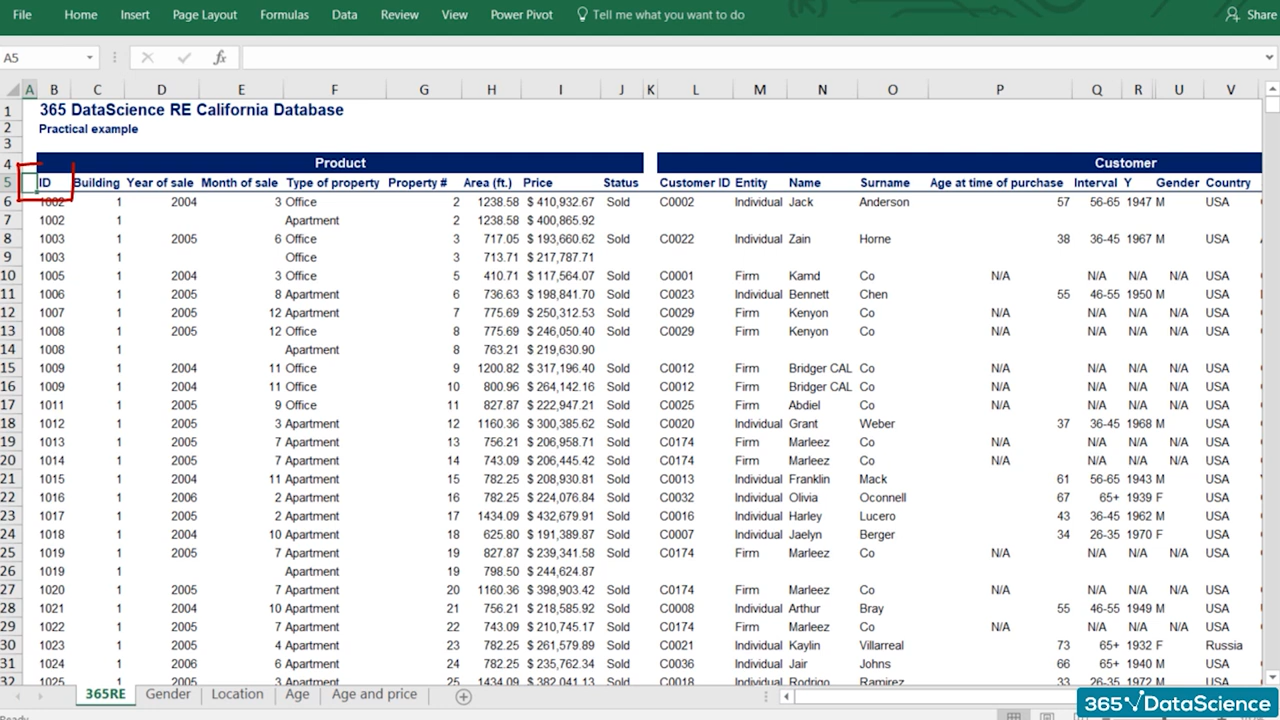 File Home Insert Page Layout Formulas Data Review View Power Pivot Tell me what you want to do Share
A5 fx
A B C D E F G H I J K L M N O P Q R U V
1 365 DataScience RE California Database
2 Practical example
3
4 Product Customer
5 ID Building Year of sale Month of sale Type of property Property # Area (ft.) Price Status Customer ID Entity Name Surname Age at time of purchase Interval Y Gender Country
6 1002 1 2004 3 Office 2 1238.58 $ 410,932.67 Sold C0002 Individual Jack Anderson 57 56-65 1947 M USA
7 1002 1 Apartment 2 1238.58 $ 400,865.92
8 1003 1 2005 6 Office 3 717.05 $ 193,660.62 Sold C0022 Individual Zain Horne 38 36-45 1967 M USA
9 1003 1 Office 3 713.71 $ 217,787.71
10 1005 1 2004 3 Office 5 410.71 $ 117,564.07 Sold C0001 Firm Kamd Co N/A N/A N/A N/A USA
11 1006 1 2005 8 Apartment 6 736.63 $ 198,841.70 Sold C0023 Individual Bennett Chen 55 46-55 1950 M USA
12 1007 1 2005 12 Apartment 7 775.69 $ 250,312.53 Sold C0029 Firm Kenyon Co N/A N/A N/A N/A USA
13 1008 1 2005 12 Office 8 775.69 $ 246,050.40 Sold C0029 Firm Kenyon Co N/A N/A N/A N/A USA
14 1008 1 Apartment 8 763.21 $ 219,630.90
15 1009 1 2004 11 Office 9 1200.82 $ 317,196.40 Sold C0012 Firm Bridger CAL Co N/A N/A N/A N/A USA
16 1009 1 2004 11 Office 10 800.96 $ 264,142.16 Sold C0012 Firm Bridger CAL Co N/A N/A N/A N/A USA
17 1011 1 2005 9 Office 11 827.87 $ 222,947.21 Sold C0025 Firm Abdiel Co N/A N/A N/A N/A USA
18 1012 1 2005 3 Apartment 12 1160.36 $ 300,385.62 Sold C0020 Individual Grant Weber 37 36-45 1968 M USA
19 1013 1 2005 7 Apartment 13 756.21 $ 206,958.71 Sold C0174 Firm Marleez Co N/A N/A N/A N/A USA
20 1014 1 2005 7 Apartment 14 743.09 $ 206,445.42 Sold C0174 Firm Marleez Co N/A N/A N/A N/A USA
21 1015 1 2004 11 Apartment 15 782.25 $ 208,930.81 Sold C0013 Individual Franklin Mack 61 56-65 1943 M USA
22 1016 1 2006 2 Apartment 16 782.25 $ 224,076.84 Sold C0032 Individual Olivia Oconnell 67 65+ 1939 F USA
23 1017 1 2005 2 Apartment 17 1434.09 $ 432,679.91 Sold C0016 Individual Harley Lucero 43 36-45 1962 M USA
24 1018 1 2004 10 Apartment 18 625.80 $ 191,389.87 Sold C0007 Individual Jaelyn Berger 34 26-35 1970 F USA
25 1019 1 2005 7 Apartment 19 827.87 $ 239,341.58 Sold C0174 Firm Marleez Co N/A N/A N/A N/A USA
26 1019 1 Apartment 19 798.50 $ 244,624.87
27 1020 1 2005 7 Apartment 20 1160.36 $ 398,903.42 Sold C0174 Firm Marleez Co N/A N/A N/A N/A USA
28 1021 1 2004 10 Apartment 21 756.21 $ 218,585.92 Sold C0008 Individual Arthur Bray 55 46-55 1949 M USA
29 1022 1 2005 7 Apartment 22 743.09 $ 210,745.17 Sold C0174 Firm Marleez Co N/A N/A N/A N/A USA
30 1023 1 2005 4 Apartment 23 782.25 $ 261,579.89 Sold C0021 Individual Kaylin Villarreal 73 65+ 1932 F Russia
31 1024 1 2006 6 Apartment 24 782.25 $ 235,762.34 Sold C0036 Individual Jair Johns 66 65+ 1940 M USA
32 1025 1 2005 3 Apartment 25 1434.09 $ 382,041.13 Sold C0018 Individual Rodrigo Ramirez 33 26-35 1972 M USA
365RE Gender Location Age Age and price
Ready
365 DataScience